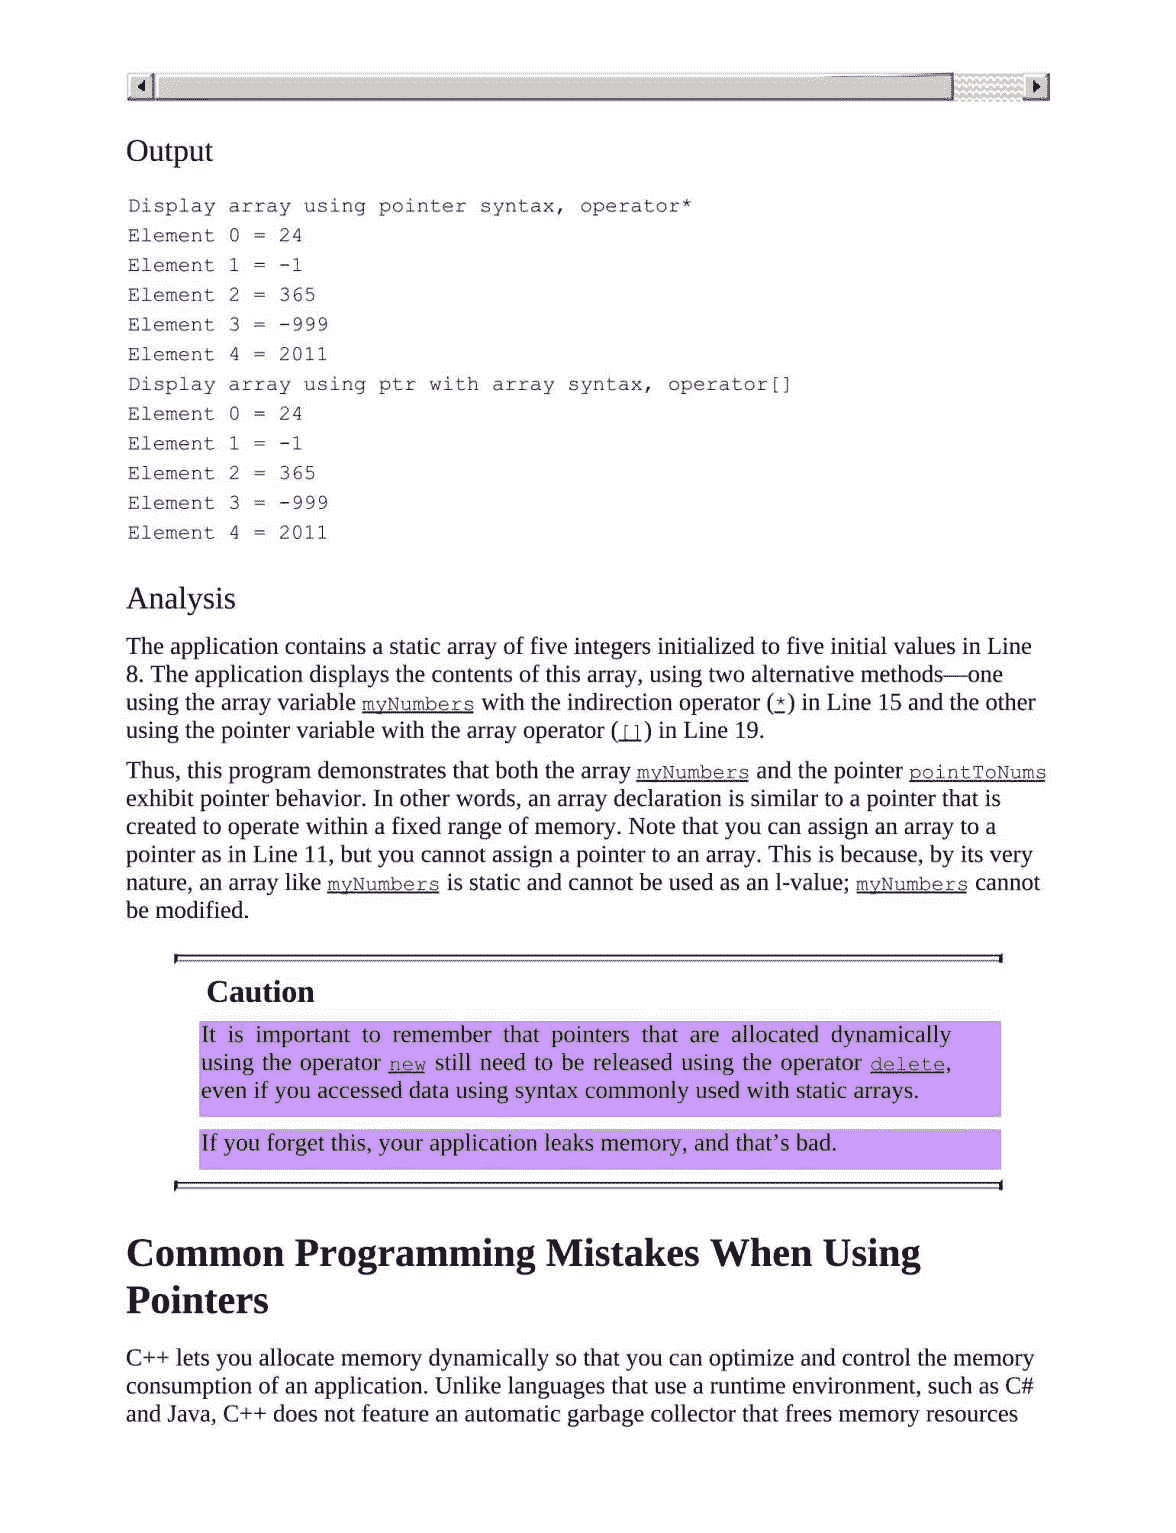 Output
Display array using pointer syntax, operator*
Element 0 = 24
Element 1 = -1
Element 2 = 365
Element 3 = -999
Element 4 = 2011
Display array using ptr with array syntax, operator[]
Element 0 = 24
Element 1 = -1
Element 2 = 365
Element 3 = -999
Element 4 = 2011
Analysis
The application contains a static array of five integers initialized to five initial values in Line
8. The application displays the contents of this array, using two alternative methods—one
using the array variable myNumbers with the indirection operator (*) in Line 15 and the other
using the pointer variable with the array operator ([]) in Line 19.
Thus, this program demonstrates that both the array myNumbers and the pointer pointToNums
exhibit pointer behavior. In other words, an array declaration is similar to a pointer that is
created to operate within a fixed range of memory. Note that you can assign an array to a
pointer as in Line 11, but you cannot assign a pointer to an array. This is because, by its very
nature, an array like myNumbers is static and cannot be used as an l-value; myNumbers cannot
be modified.
Caution
It is important to remember that pointers that are allocated dynamically
using the operator new still need to be released using the operator delete,
even if you accessed data using syntax commonly used with static arrays.
If you forget this, your application leaks memory, and that’s bad.
Common Programming Mistakes When Using
Pointers
C++ lets you allocate memory dynamically so that you can optimize and control the memory
consumption of an application. Unlike languages that use a runtime environment, such as C#
and Java, C++ does not feature an automatic garbage collector that frees memory resources